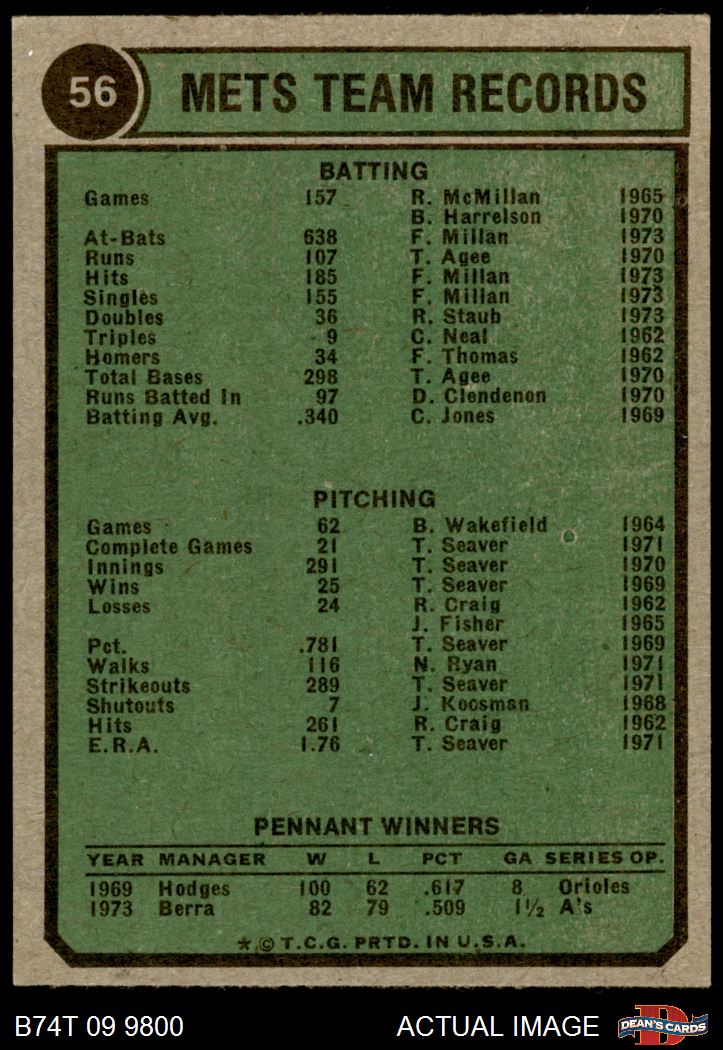 56 METS TEAM RECORDS
BATTING
Games 157 R. McMillan 1965
B. Harrelson 1970
At-Bats 638 F. Millan 1973
Runs 107 T. Agee 1970
Hits 185 F. Millan 1973
Singles 155 F. Millan 1973
Doubles 36 R. Staub 1973
Triples 9 C. Neal 1962
Homers 34 F. Thomas 1962
Total Bases 298 T. Agee 1970
Runs Batted In 97 D. Clendenon 1970
Batting Avg. .340 C. Jones 1969
PITCHING
Games 62 B. Wakefield 1964
Complete Games 21 T. Seaver 1971
Innings 291 T. Seaver 1970
Wins 25 T. Seaver 1969
Losses 24 R. Craig 1962
J. Fisher 1965
Pct. .781 T. Seaver 1969
Walks 116 N. Ryan 1971
Strikeouts 289 T. Seaver 1971
Shutouts 7 J. Koosman 1968
Hits 261 R. Craig 1962
E.R.A. 1.76 T. Seaver 1971
PENNANT WINNERS
YEAR MANAGER W L PCT GA SERIES OP.
1969 Hodges 100 62 .617 8 Orioles
1973 Berra 82 79 .509 1½ A's
* © T.C.G. PRTD. IN U.S.A.
B74T 09 9800 ACTUAL IMAGE D DEAN'S CARDS